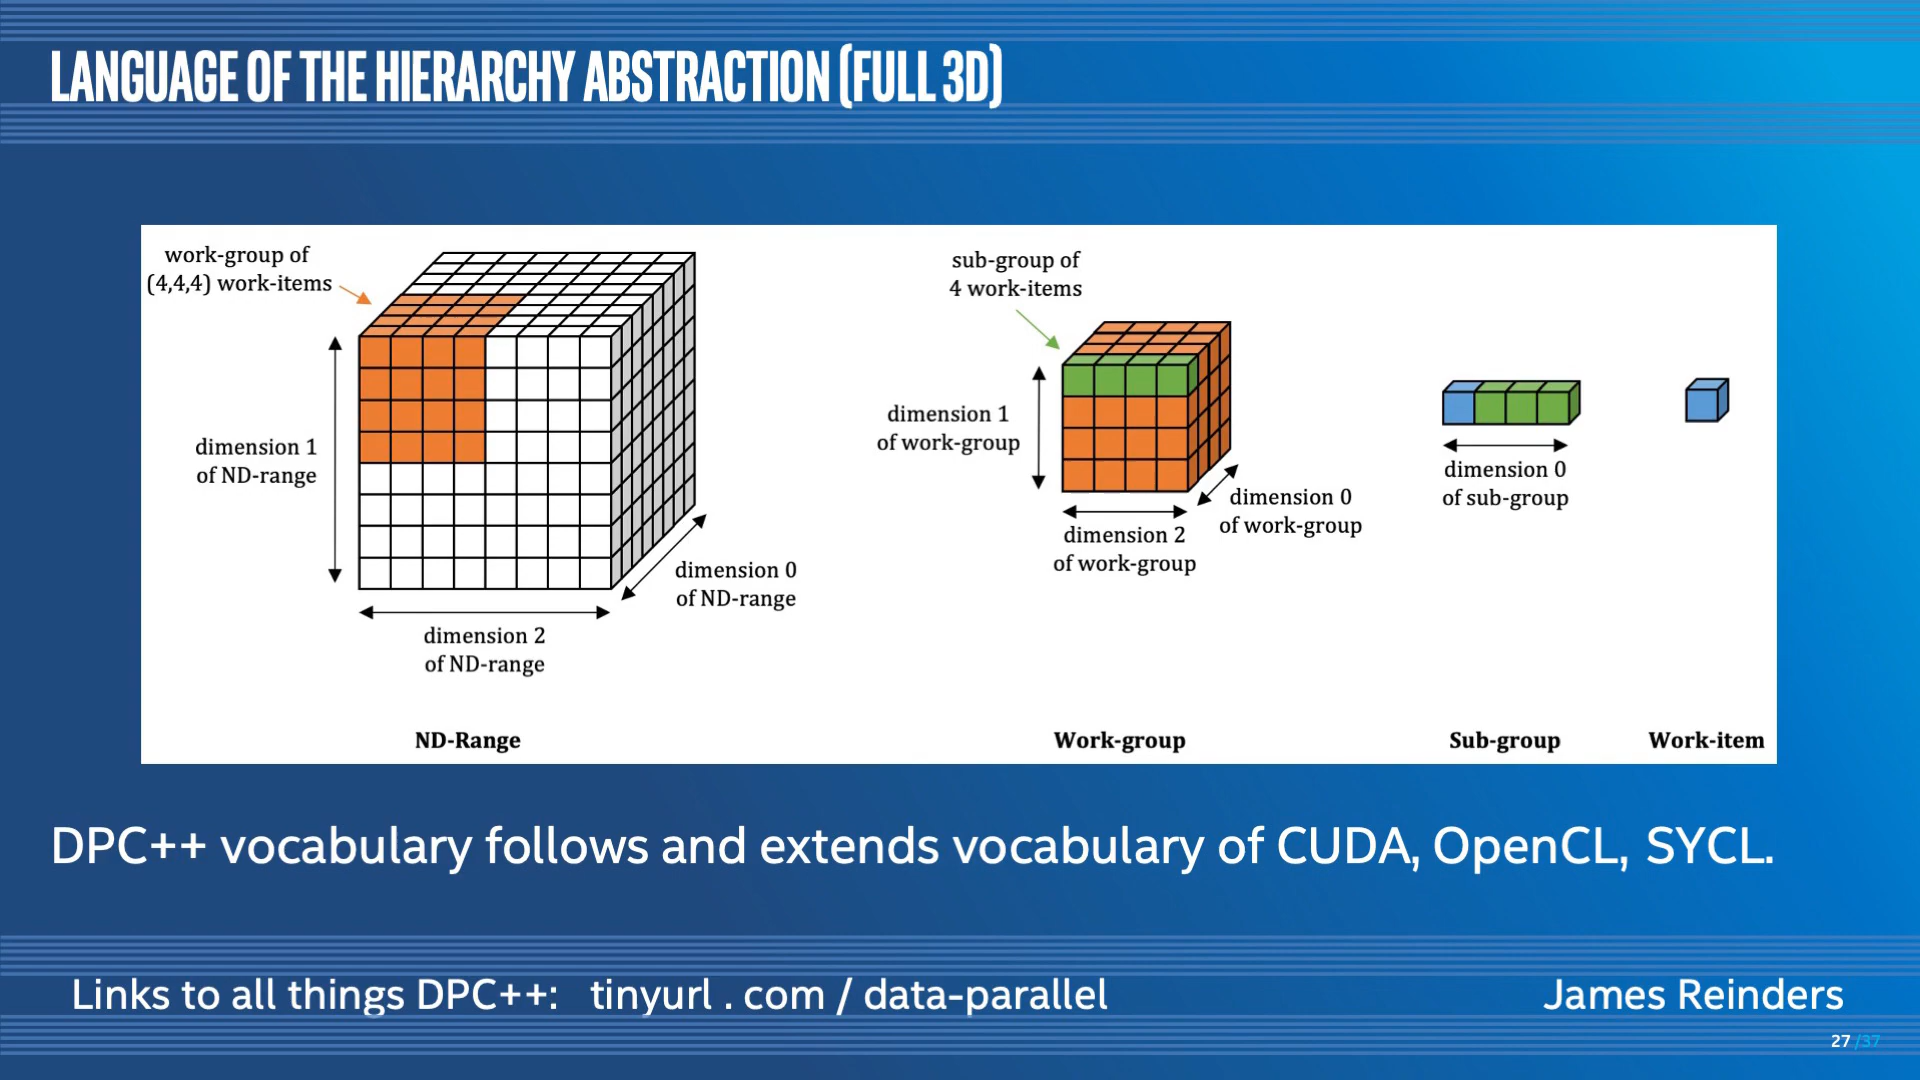 LANGUAGE OF THE HIERARCHY ABSTRACTION (FULL 3D)
work-group of
(4,4,4) work-items
dimension 1
of ND-range
dimension 2
of ND-range
dimension 0
of ND-range
ND-Range
sub-group of
4 work-items
dimension 1
of work-group
dimension 2
of work-group
dimension 0
of work-group
Work-group
dimension 0
of sub-group
Sub-group
Work-item
DPC++ vocabulary follows and extends vocabulary of CUDA, OpenCL, SYCL.
Links to all things DPC++: tinyurl . com / data-parallel
James Reinders
27 /37